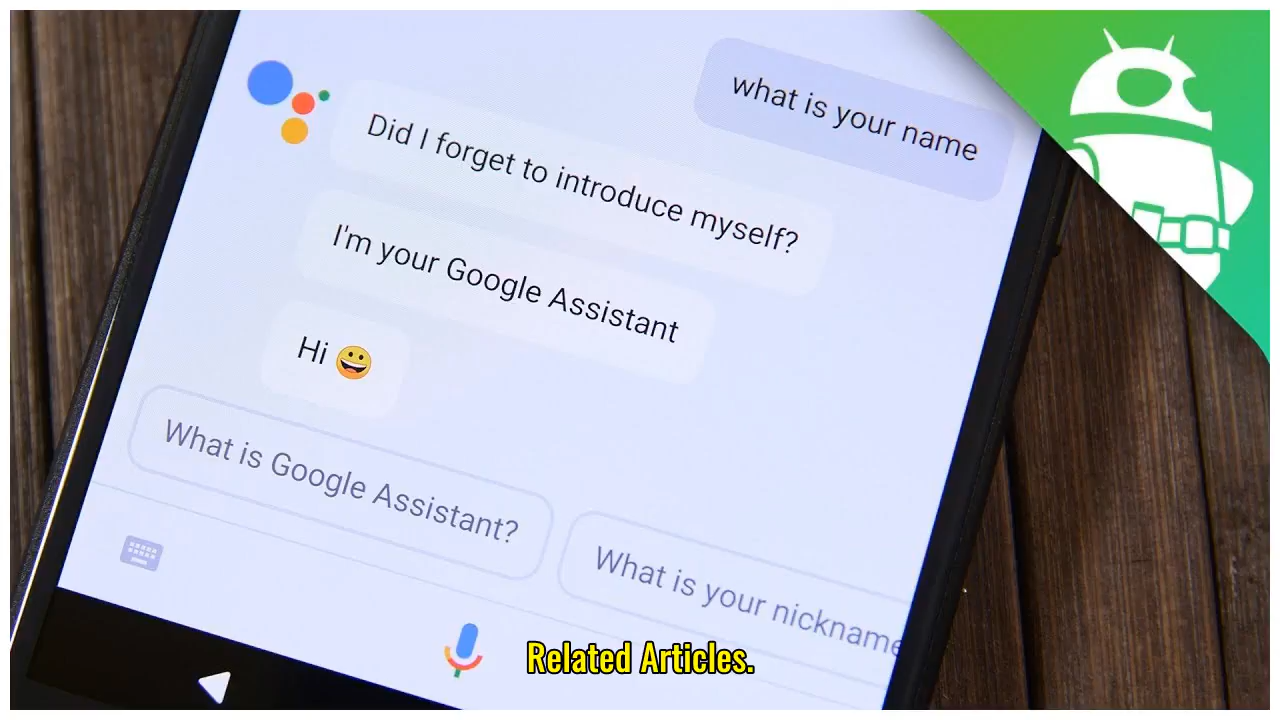 what is your name
Did I forget to introduce myself?
I'm your Google Assistant
Hi 😀
What is Google Assistant?
What is your nickname
Related Articles.